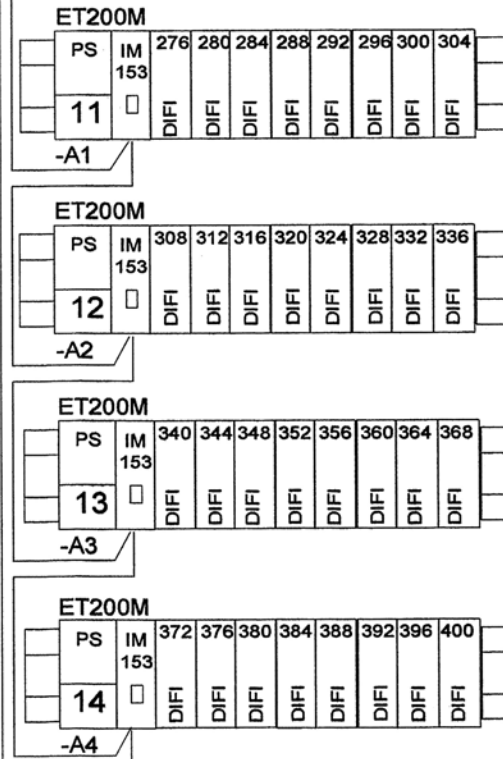 ET200M
PS IM 276 280 284 288 292 296 300 304
153
11 DIFI DIFI DIFI DIFI DIFI DIFI DIFI DIFI
-A1
ET200M
PS IM 308 312 316 320 324 328 332 336
153
12 DIFI DIFI DIFI DIFI DIFI DIFI DIFI DIFI
-A2
ET200M
PS IM 340 344 348 352 356 360 364 368
153
13 DIFI DIFI DIFI DIFI DIFI DIFI DIFI DIFI
-A3
ET200M
PS IM 372 376 380 384 388 392 396 400
153
14 DIFI DIFI DIFI DIFI DIFI DIFI DIFI DIFI
-A4